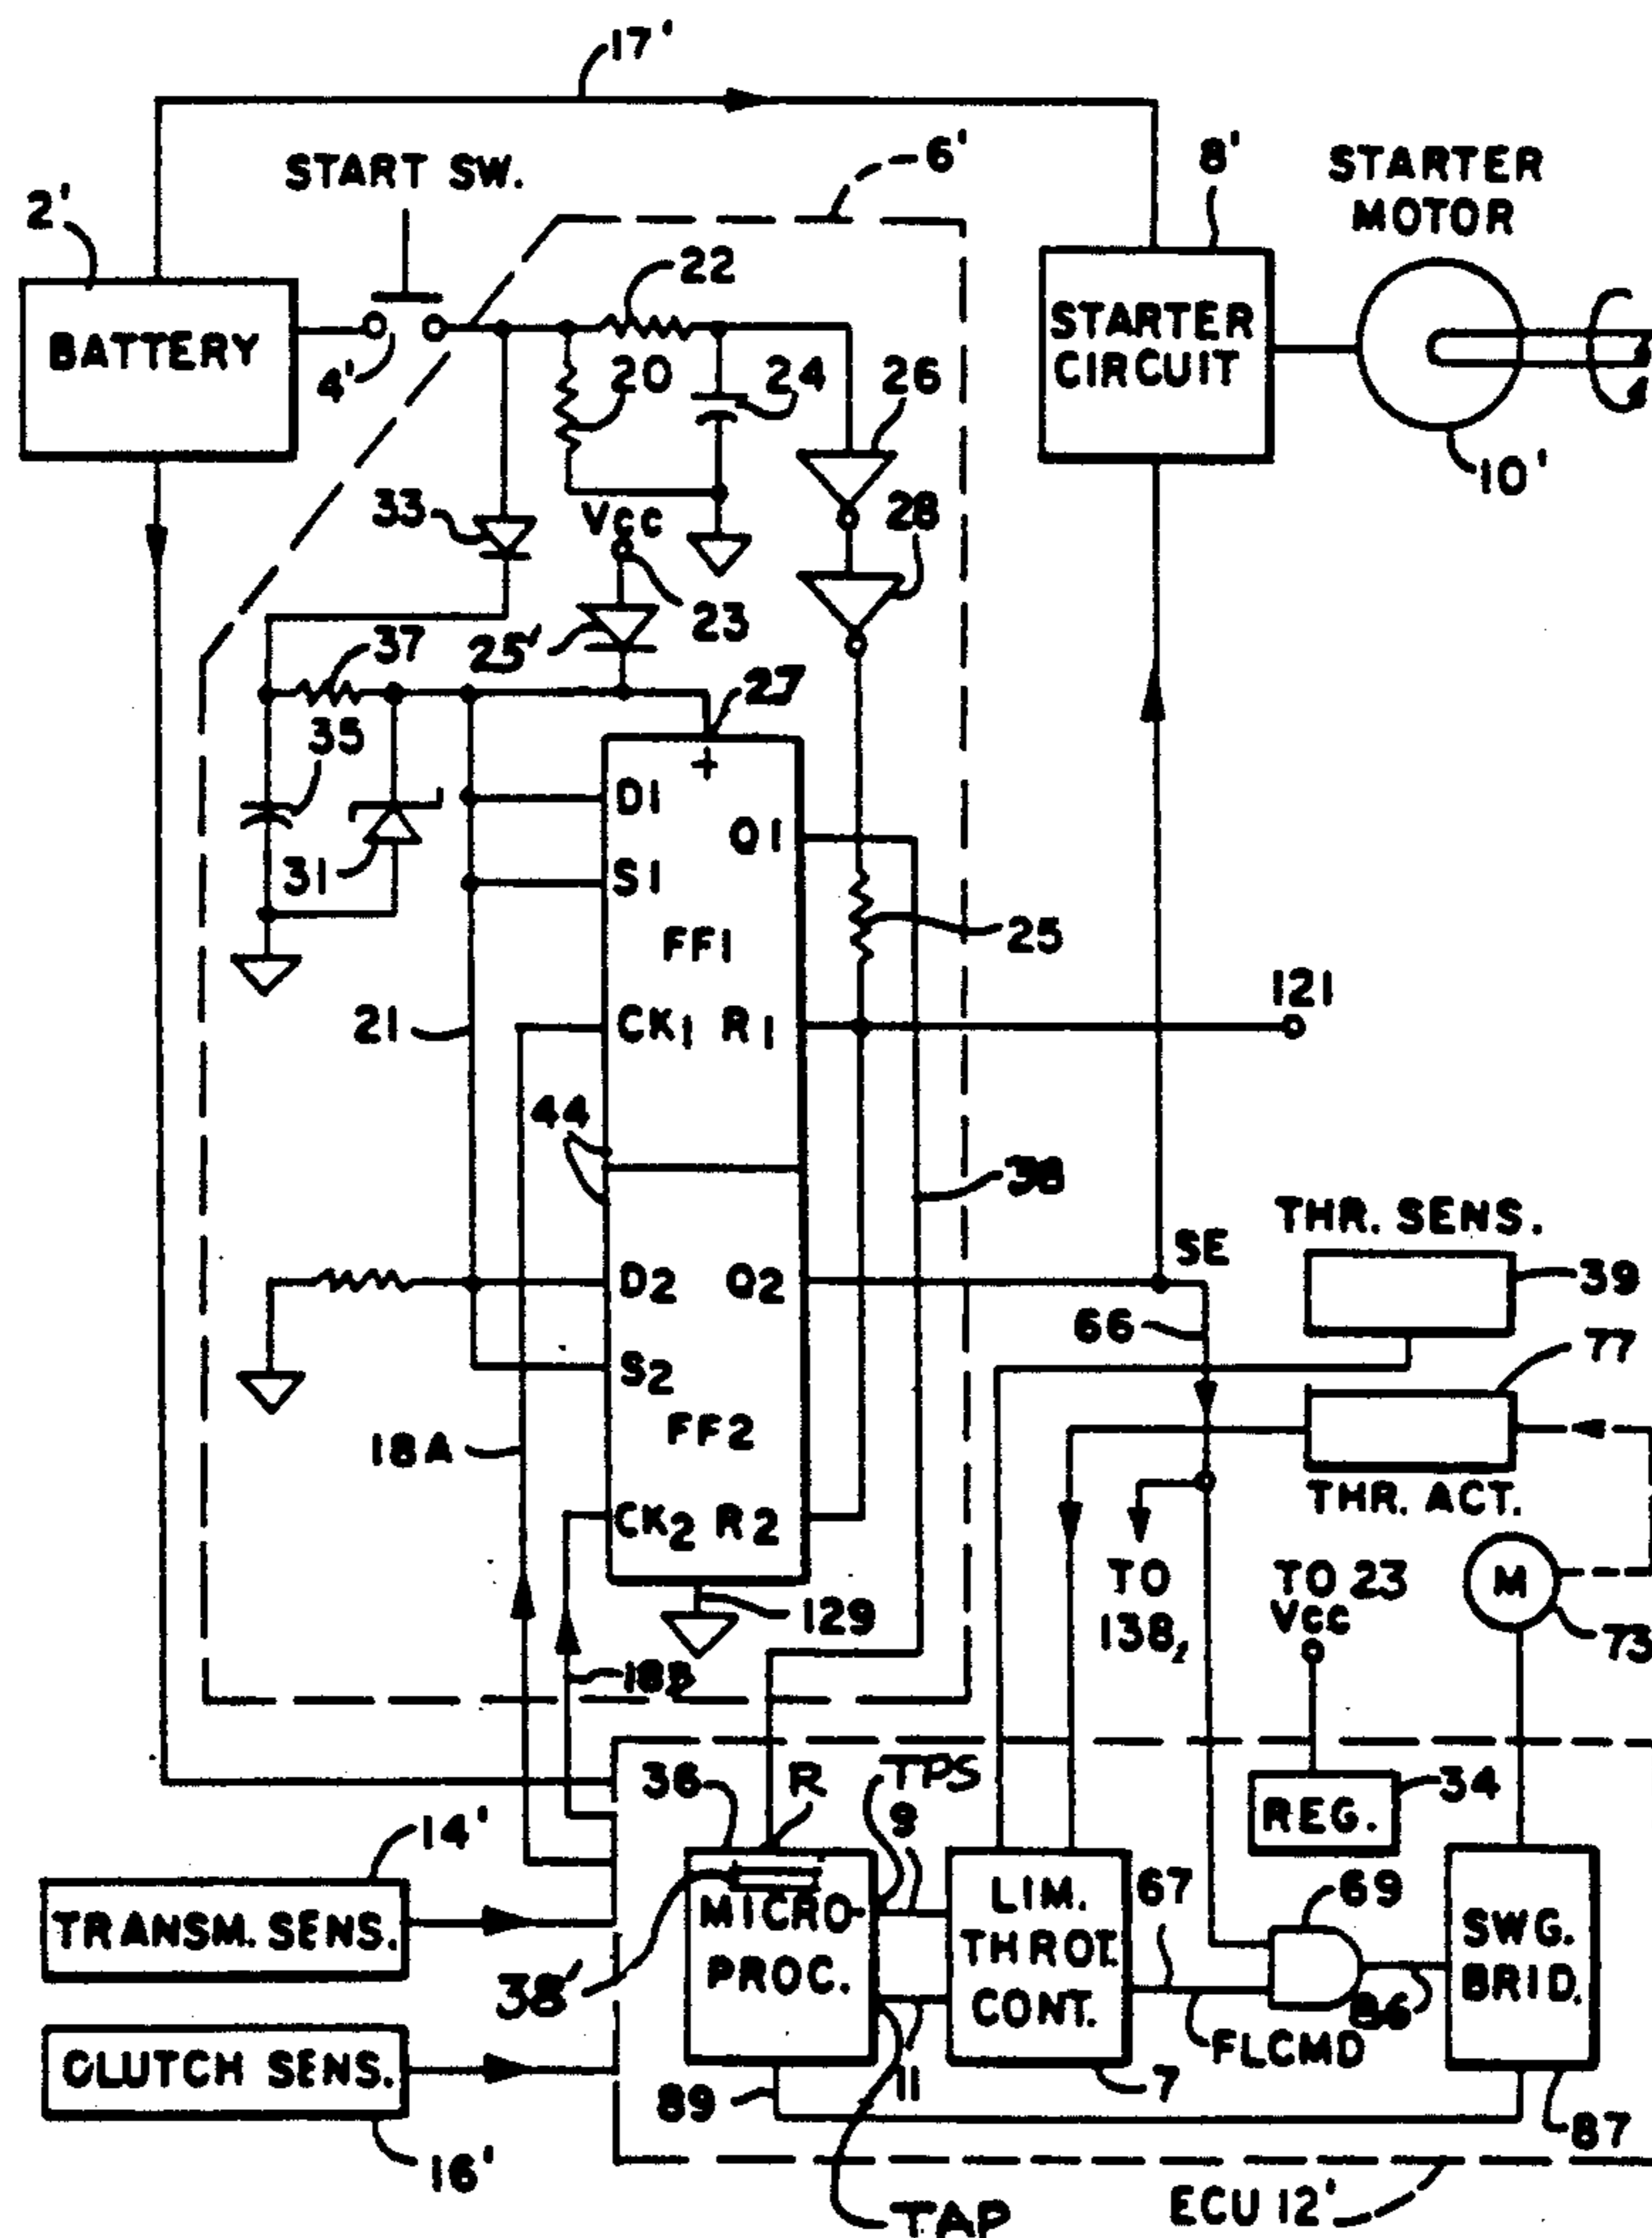 17'
START SW.
6'
8'
STARTER
MOTOR
2'
22
BATTERY
4'
20
24
26
STARTER
CIRCUIT
10'
33
Vcc
28
23
25'
37
27
35
+
D1
Q1
31
S1
FF1
25
121
21
CK1 R1
44
38
THR. SENS.
SE
39
D2 Q2
66
77
S2
FF2
18A
THR. ACT.
CK2 R2
TO
138,
TO 23
Vcc
M
73
129
18B
36
R
TPS
9
34
REG.
14'
67
69
TRANSM. SENS.
MICRO-
PROC.
LIM.
THROT.
CONT.
SWG.
BRID.
38'
86
FLCMD
CLUTCH SENS.
89
11
7
87
16'
TAP
ECU 12'